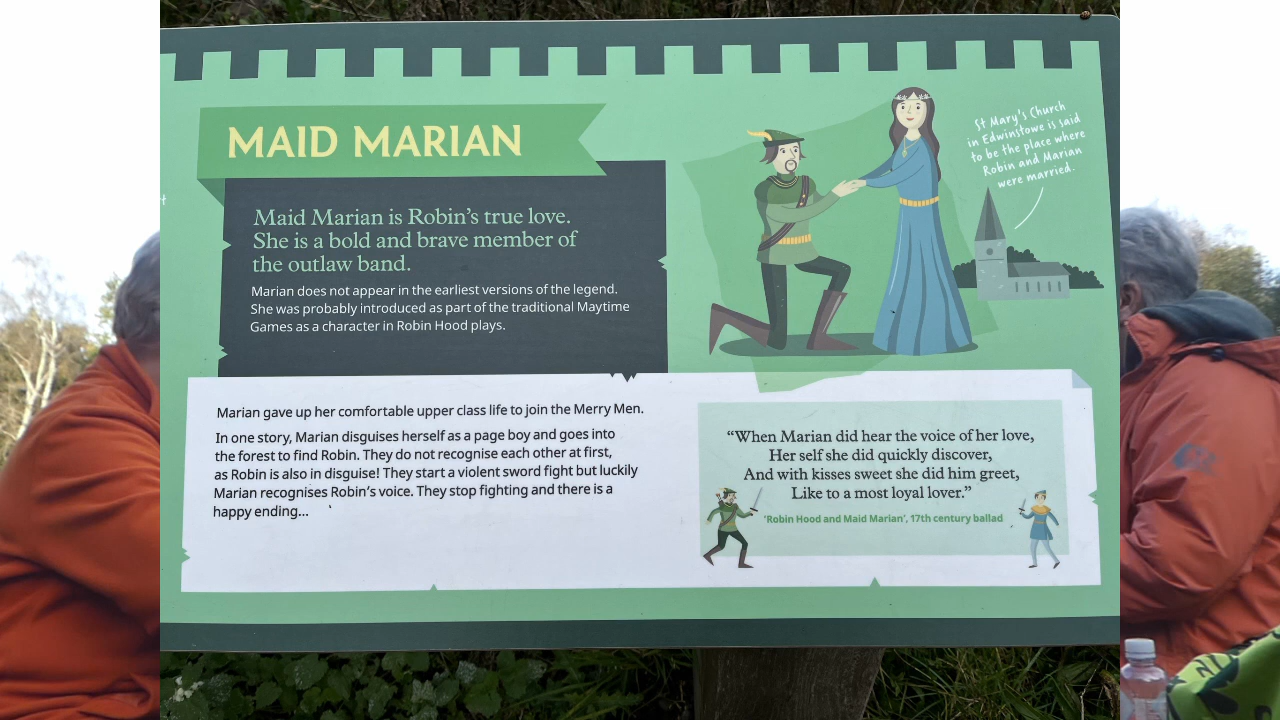 MAID MARIAN
Maid Marian is Robin's true love.
She is a bold and brave member of
the outlaw band.
Marian does not appear in the earliest versions of the legend.
She was probably introduced as part of the traditional Maytime
Games as a character in Robin Hood plays.
St Mary's Church
in Edwinstowe is said
to be the place where
Robin and Marian
were married.
Marian gave up her comfortable upper class life to join the Merry Men.
In one story, Marian disguises herself as a page boy and goes into
the forest to find Robin. They do not recognise each other at first,
as Robin is also in disguise! They start a violent sword fight but luckily
Marian recognises Robin's voice. They stop fighting and there is a
happy ending...
“When Marian did hear the voice of her love,
Her self she did quickly discover,
And with kisses sweet she did him greet,
Like to a most loyal lover.”
'Robin Hood and Maid Marian', 17th century ballad